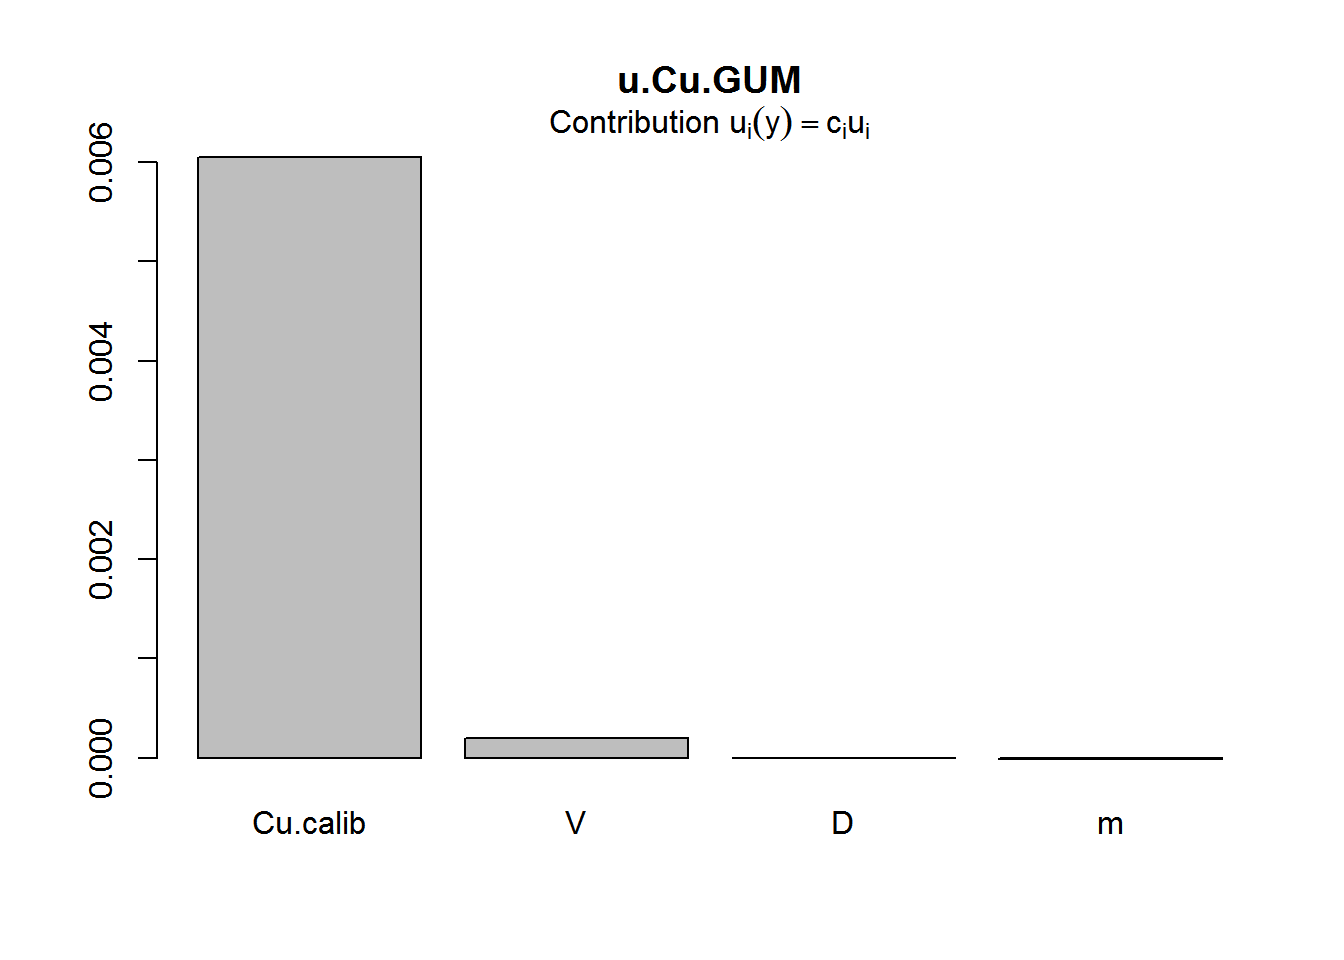 u.Cu.GUM
Contribution uᵢ(y) = cᵢuᵢ
0.006
0.004
0.002
0.000
Cu.calib V D m